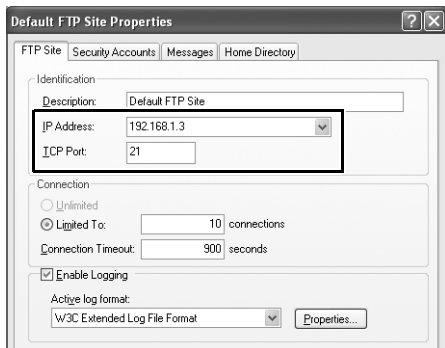 Default FTP Site Properties
FTP Site Security Accounts Messages Home Directory
Identification
Description: Default FTP Site
IP Address: 192.168.1.3
TCP Port: 21
Connection
Unlimited
Limited To: 10 connections
Connection Timeout: 900 seconds
Enable Logging
Active log format:
W3C Extended Log File Format Properties...